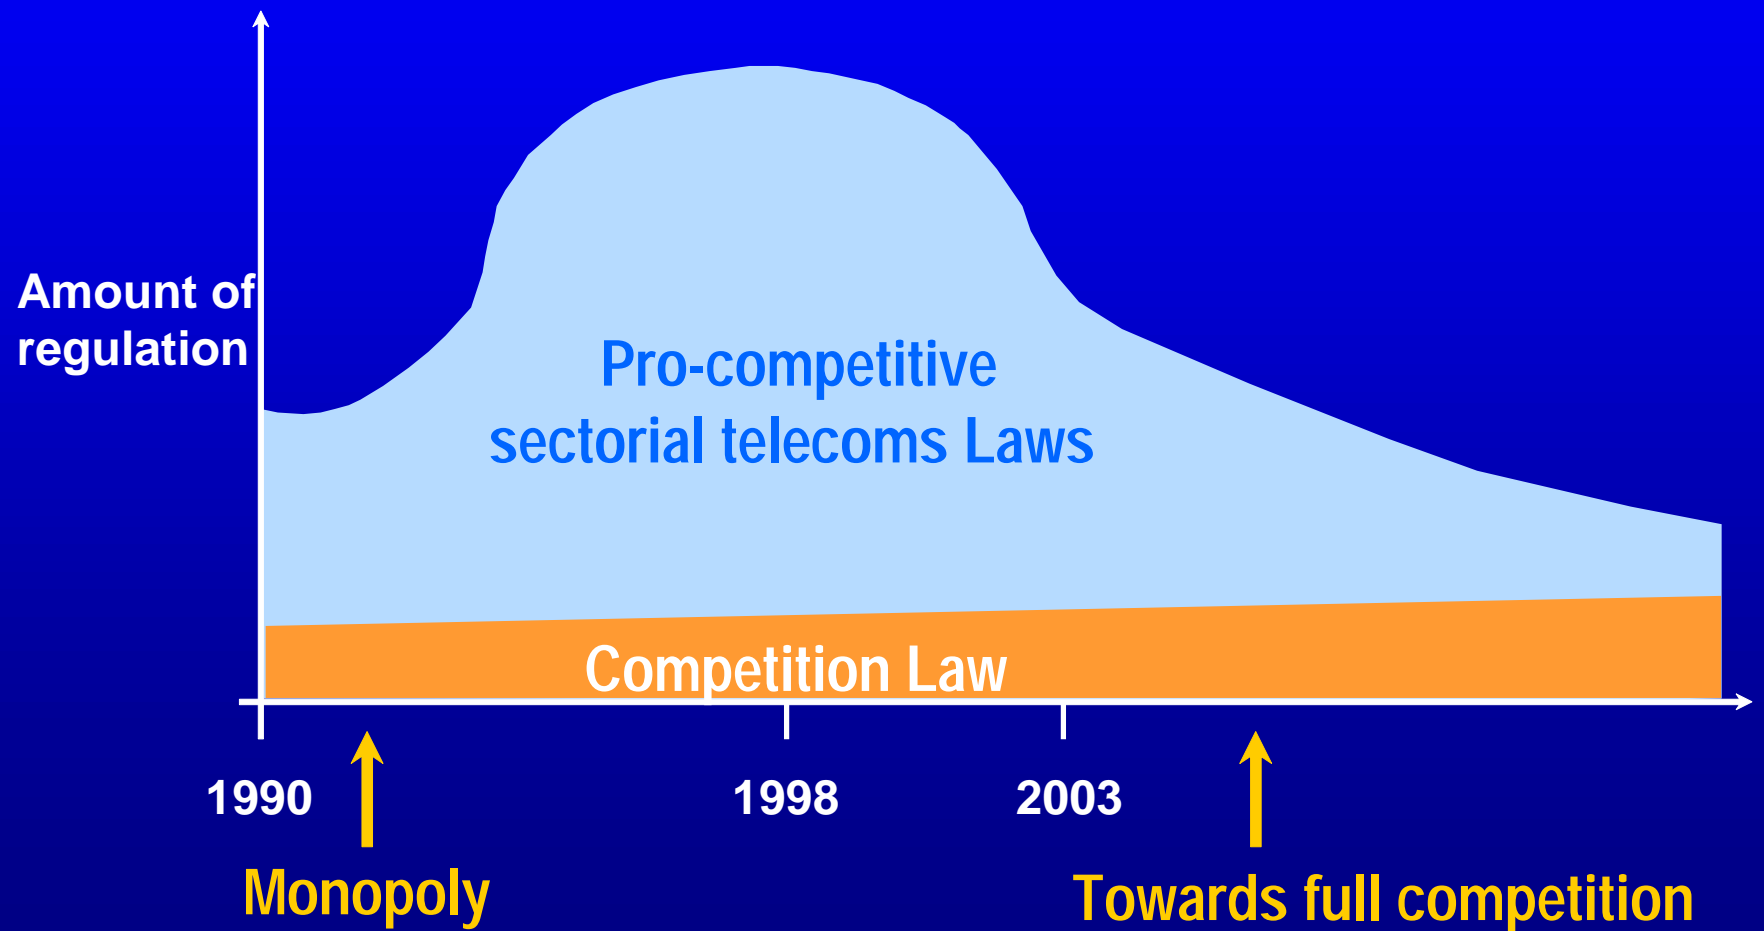 Amount of
regulation
Pro-competitive
sectorial telecoms Laws
Competition Law
1990
1998
2003
Monopoly
Towards full competition